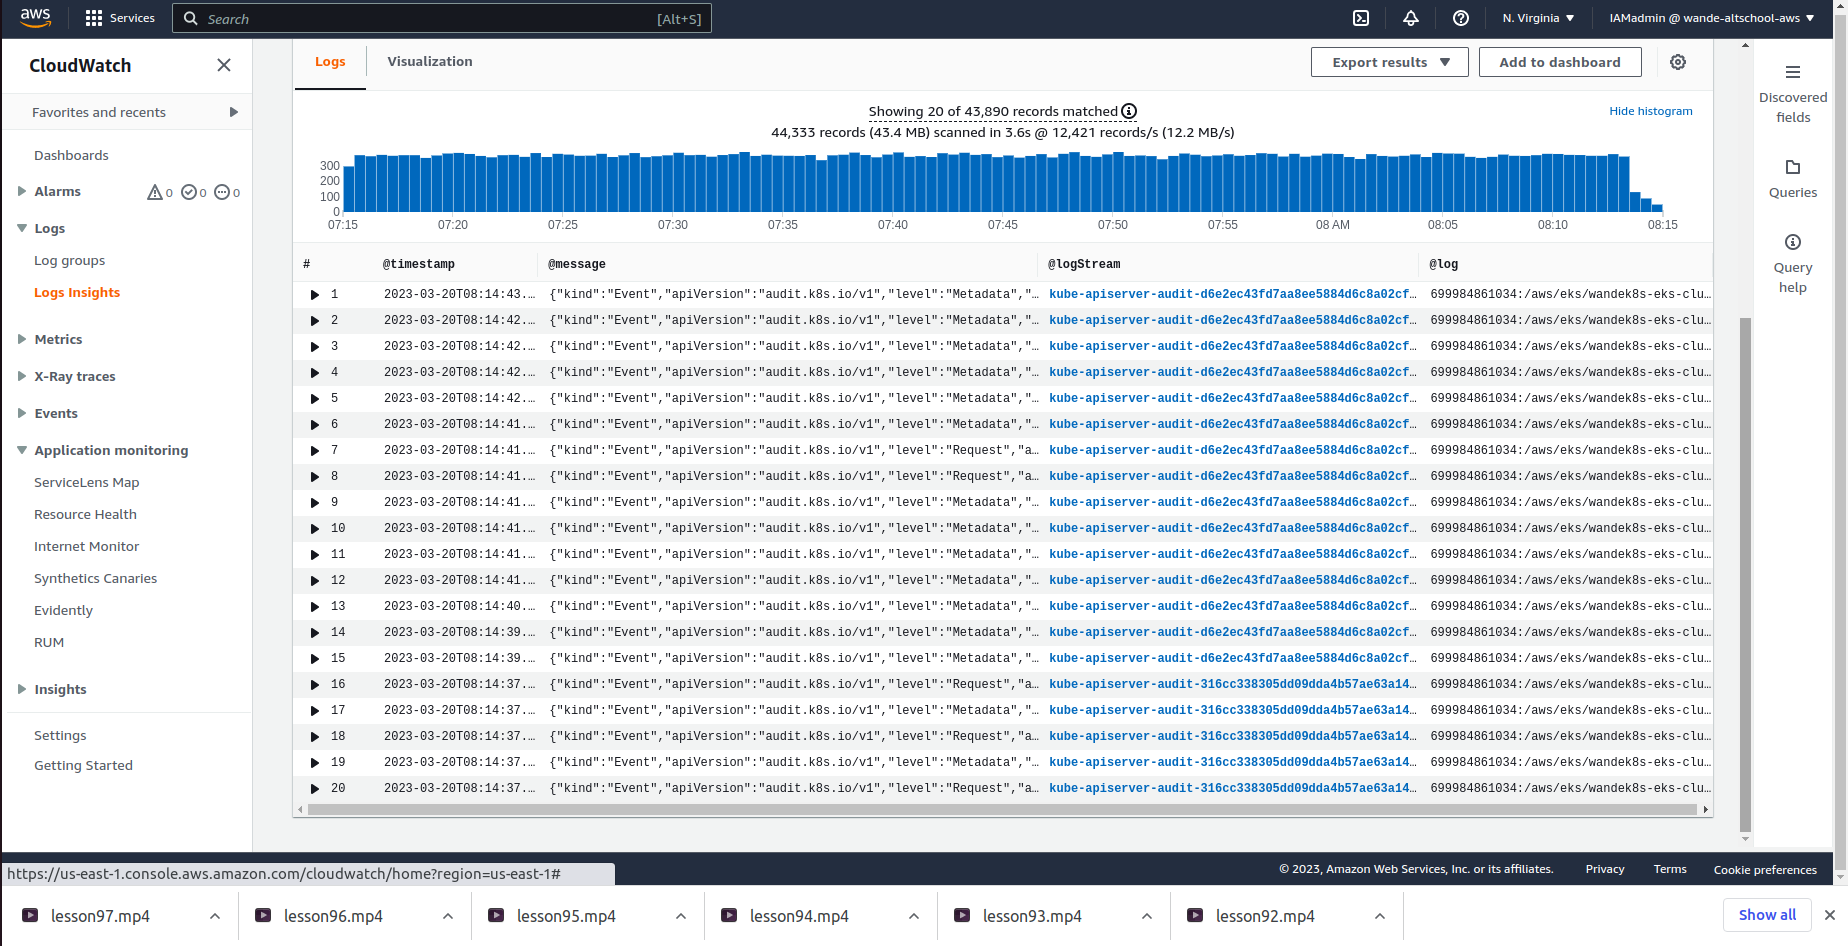 aws Services Search [Alt+S] N. Virginia IAMadmin @ wande-altschool-aws
CloudWatch
Favorites and recents
Dashboards
Alarms 0 0 0
Logs
Log groups
Logs Insights
Metrics
X-Ray traces
Events
Application monitoring
ServiceLens Map
Resource Health
Internet Monitor
Synthetics Canaries
Evidently
RUM
Insights
Settings
Getting Started
Logs Visualization Export results Add to dashboard
Showing 20 of 43,890 records matched Hide histogram
44,333 records (43.4 MB) scanned in 3.6s @ 12,421 records/s (12.2 MB/s)
300
200
100
0
07:15 07:20 07:25 07:30 07:35 07:40 07:45 07:50 07:55 08 AM 08:05 08:10 08:15
# @timestamp @message @logStream @log
1 2023-03-20T08:14:43.… {"kind":"Event","apiVersion":"audit.k8s.io/v1","level":"Metadata","… kube-apiserver-audit-d6e2ec43fd7aa8ee5884d6c8a02cf… 699984861034:/aws/eks/wandek8s-eks-clu…
2 2023-03-20T08:14:42.… {"kind":"Event","apiVersion":"audit.k8s.io/v1","level":"Metadata","… kube-apiserver-audit-d6e2ec43fd7aa8ee5884d6c8a02cf… 699984861034:/aws/eks/wandek8s-eks-clu…
3 2023-03-20T08:14:42.… {"kind":"Event","apiVersion":"audit.k8s.io/v1","level":"Metadata","… kube-apiserver-audit-d6e2ec43fd7aa8ee5884d6c8a02cf… 699984861034:/aws/eks/wandek8s-eks-clu…
4 2023-03-20T08:14:42.… {"kind":"Event","apiVersion":"audit.k8s.io/v1","level":"Metadata","… kube-apiserver-audit-d6e2ec43fd7aa8ee5884d6c8a02cf… 699984861034:/aws/eks/wandek8s-eks-clu…
5 2023-03-20T08:14:42.… {"kind":"Event","apiVersion":"audit.k8s.io/v1","level":"Metadata","… kube-apiserver-audit-d6e2ec43fd7aa8ee5884d6c8a02cf… 699984861034:/aws/eks/wandek8s-eks-clu…
6 2023-03-20T08:14:41.… {"kind":"Event","apiVersion":"audit.k8s.io/v1","level":"Metadata","… kube-apiserver-audit-d6e2ec43fd7aa8ee5884d6c8a02cf… 699984861034:/aws/eks/wandek8s-eks-clu…
7 2023-03-20T08:14:41.… {"kind":"Event","apiVersion":"audit.k8s.io/v1","level":"Request","a… kube-apiserver-audit-d6e2ec43fd7aa8ee5884d6c8a02cf… 699984861034:/aws/eks/wandek8s-eks-clu…
8 2023-03-20T08:14:41.… {"kind":"Event","apiVersion":"audit.k8s.io/v1","level":"Request","a… kube-apiserver-audit-d6e2ec43fd7aa8ee5884d6c8a02cf… 699984861034:/aws/eks/wandek8s-eks-clu…
9 2023-03-20T08:14:41.… {"kind":"Event","apiVersion":"audit.k8s.io/v1","level":"Metadata","… kube-apiserver-audit-d6e2ec43fd7aa8ee5884d6c8a02cf… 699984861034:/aws/eks/wandek8s-eks-clu…
10 2023-03-20T08:14:41.… {"kind":"Event","apiVersion":"audit.k8s.io/v1","level":"Metadata","… kube-apiserver-audit-d6e2ec43fd7aa8ee5884d6c8a02cf… 699984861034:/aws/eks/wandek8s-eks-clu…
11 2023-03-20T08:14:41.… {"kind":"Event","apiVersion":"audit.k8s.io/v1","level":"Metadata","… kube-apiserver-audit-d6e2ec43fd7aa8ee5884d6c8a02cf… 699984861034:/aws/eks/wandek8s-eks-clu…
12 2023-03-20T08:14:41.… {"kind":"Event","apiVersion":"audit.k8s.io/v1","level":"Metadata","… kube-apiserver-audit-d6e2ec43fd7aa8ee5884d6c8a02cf… 699984861034:/aws/eks/wandek8s-eks-clu…
13 2023-03-20T08:14:40.… {"kind":"Event","apiVersion":"audit.k8s.io/v1","level":"Metadata","… kube-apiserver-audit-d6e2ec43fd7aa8ee5884d6c8a02cf… 699984861034:/aws/eks/wandek8s-eks-clu…
14 2023-03-20T08:14:39.… {"kind":"Event","apiVersion":"audit.k8s.io/v1","level":"Metadata","… kube-apiserver-audit-d6e2ec43fd7aa8ee5884d6c8a02cf… 699984861034:/aws/eks/wandek8s-eks-clu…
15 2023-03-20T08:14:39.… {"kind":"Event","apiVersion":"audit.k8s.io/v1","level":"Metadata","… kube-apiserver-audit-d6e2ec43fd7aa8ee5884d6c8a02cf… 699984861034:/aws/eks/wandek8s-eks-clu…
16 2023-03-20T08:14:37.… {"kind":"Event","apiVersion":"audit.k8s.io/v1","level":"Request","a… kube-apiserver-audit-316cc338305dd09dda4b57ae63a14… 699984861034:/aws/eks/wandek8s-eks-clu…
17 2023-03-20T08:14:37.… {"kind":"Event","apiVersion":"audit.k8s.io/v1","level":"Metadata","… kube-apiserver-audit-316cc338305dd09dda4b57ae63a14… 699984861034:/aws/eks/wandek8s-eks-clu…
18 2023-03-20T08:14:37.… {"kind":"Event","apiVersion":"audit.k8s.io/v1","level":"Request","a… kube-apiserver-audit-316cc338305dd09dda4b57ae63a14… 699984861034:/aws/eks/wandek8s-eks-clu…
19 2023-03-20T08:14:37.… {"kind":"Event","apiVersion":"audit.k8s.io/v1","level":"Metadata","… kube-apiserver-audit-316cc338305dd09dda4b57ae63a14… 699984861034:/aws/eks/wandek8s-eks-clu…
20 2023-03-20T08:14:37.… {"kind":"Event","apiVersion":"audit.k8s.io/v1","level":"Request","a… kube-apiserver-audit-316cc338305dd09dda4b57ae63a14… 699984861034:/aws/eks/wandek8s-eks-clu…
Discovered
fields
Queries
Query
help
© 2023, Amazon Web Services, Inc. or its affiliates. Privacy Terms Cookie preferences
https://us-east-1.console.aws.amazon.com/cloudwatch/home?region=us-east-1#
lesson97.mp4 lesson96.mp4 lesson95.mp4 lesson94.mp4 lesson93.mp4 lesson92.mp4 Show all